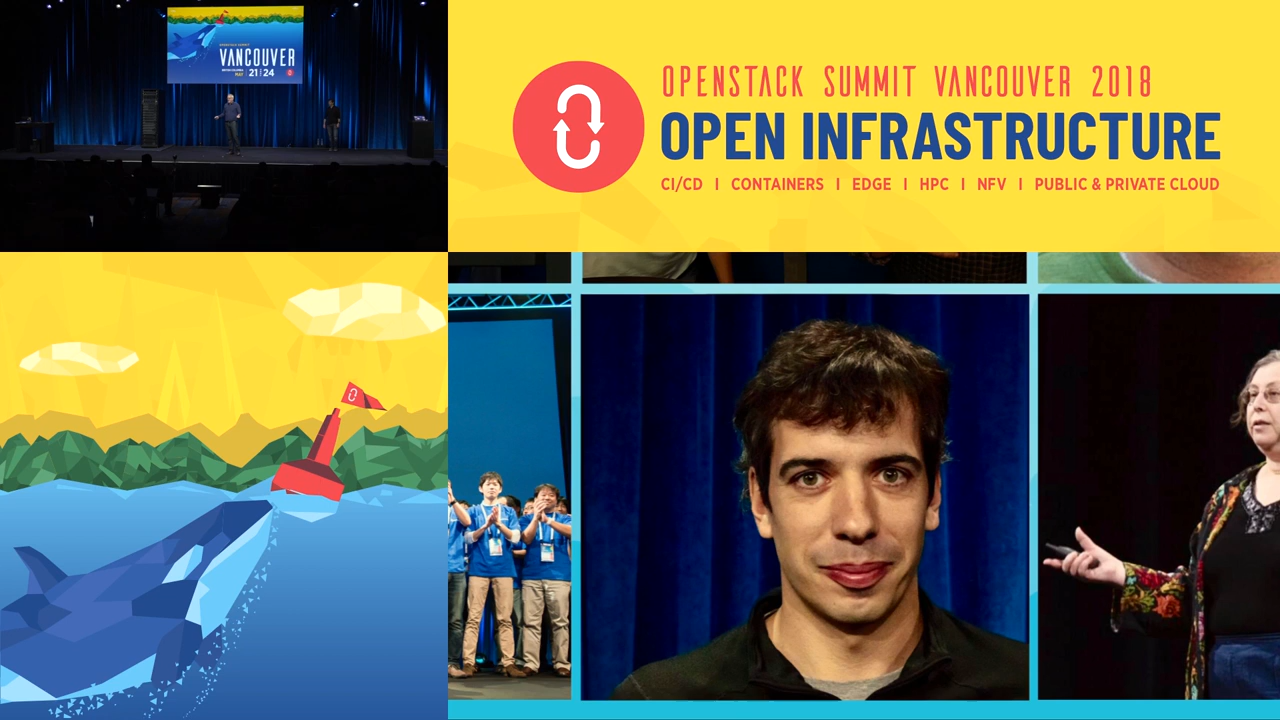 VANCOUVER
21 24
OPENSTACK SUMMIT VANCOUVER 2018
OPEN INFRASTRUCTURE
CI/CD | CONTAINERS | EDGE | HPC | NFV | PUBLIC & PRIVATE CLOUD